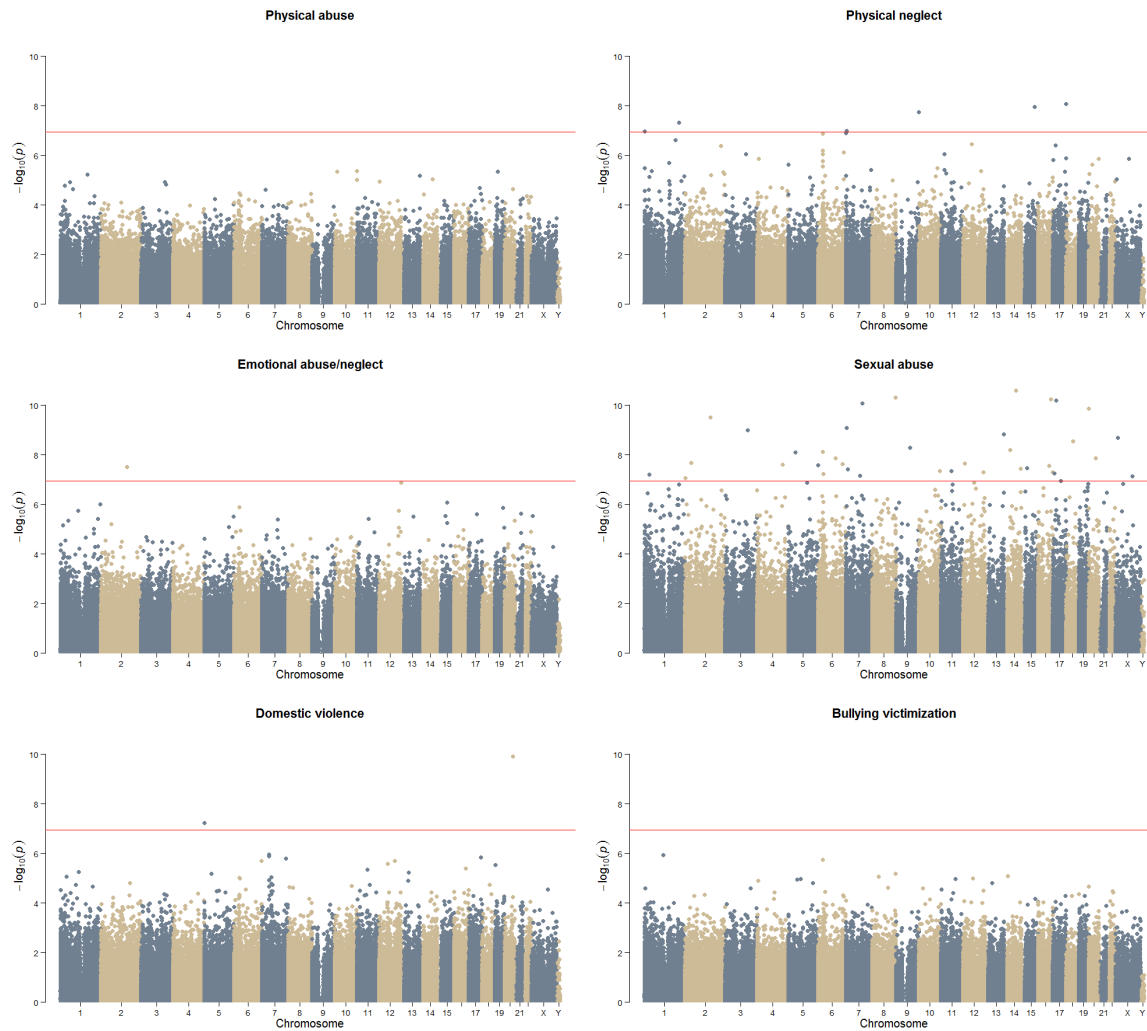 Physical abuse
10
8
6
4
2
0
−log₁₀(p)
1 2 3 4 5 6 7 8 9 10 11 13 14 15 17 19 21 X Y
Chromosome
Physical neglect
10
8
6
4
2
0
−log₁₀(p)
1 2 3 4 5 6 7 8 9 10 11 12 13 14 15 17 19 21 X Y
Chromosome
Emotional abuse/neglect
10
8
6
4
2
0
−log₁₀(p)
1 2 3 4 5 6 7 8 9 10 11 13 14 15 17 19 21 X Y
Chromosome
Sexual abuse
10
8
6
4
2
0
−log₁₀(p)
1 2 3 4 5 6 7 8 9 10 11 12 13 14 15 17 19 21 X Y
Chromosome
Domestic violence
10
8
6
4
2
0
−log₁₀(p)
1 2 3 4 5 6 7 8 9 10 11 13 14 15 17 19 21 X Y
Chromosome
Bullying victimization
10
8
6
4
2
0
−log₁₀(p)
1 2 3 4 5 6 7 8 9 10 11 12 13 14 15 17 19 21 X Y
Chromosome